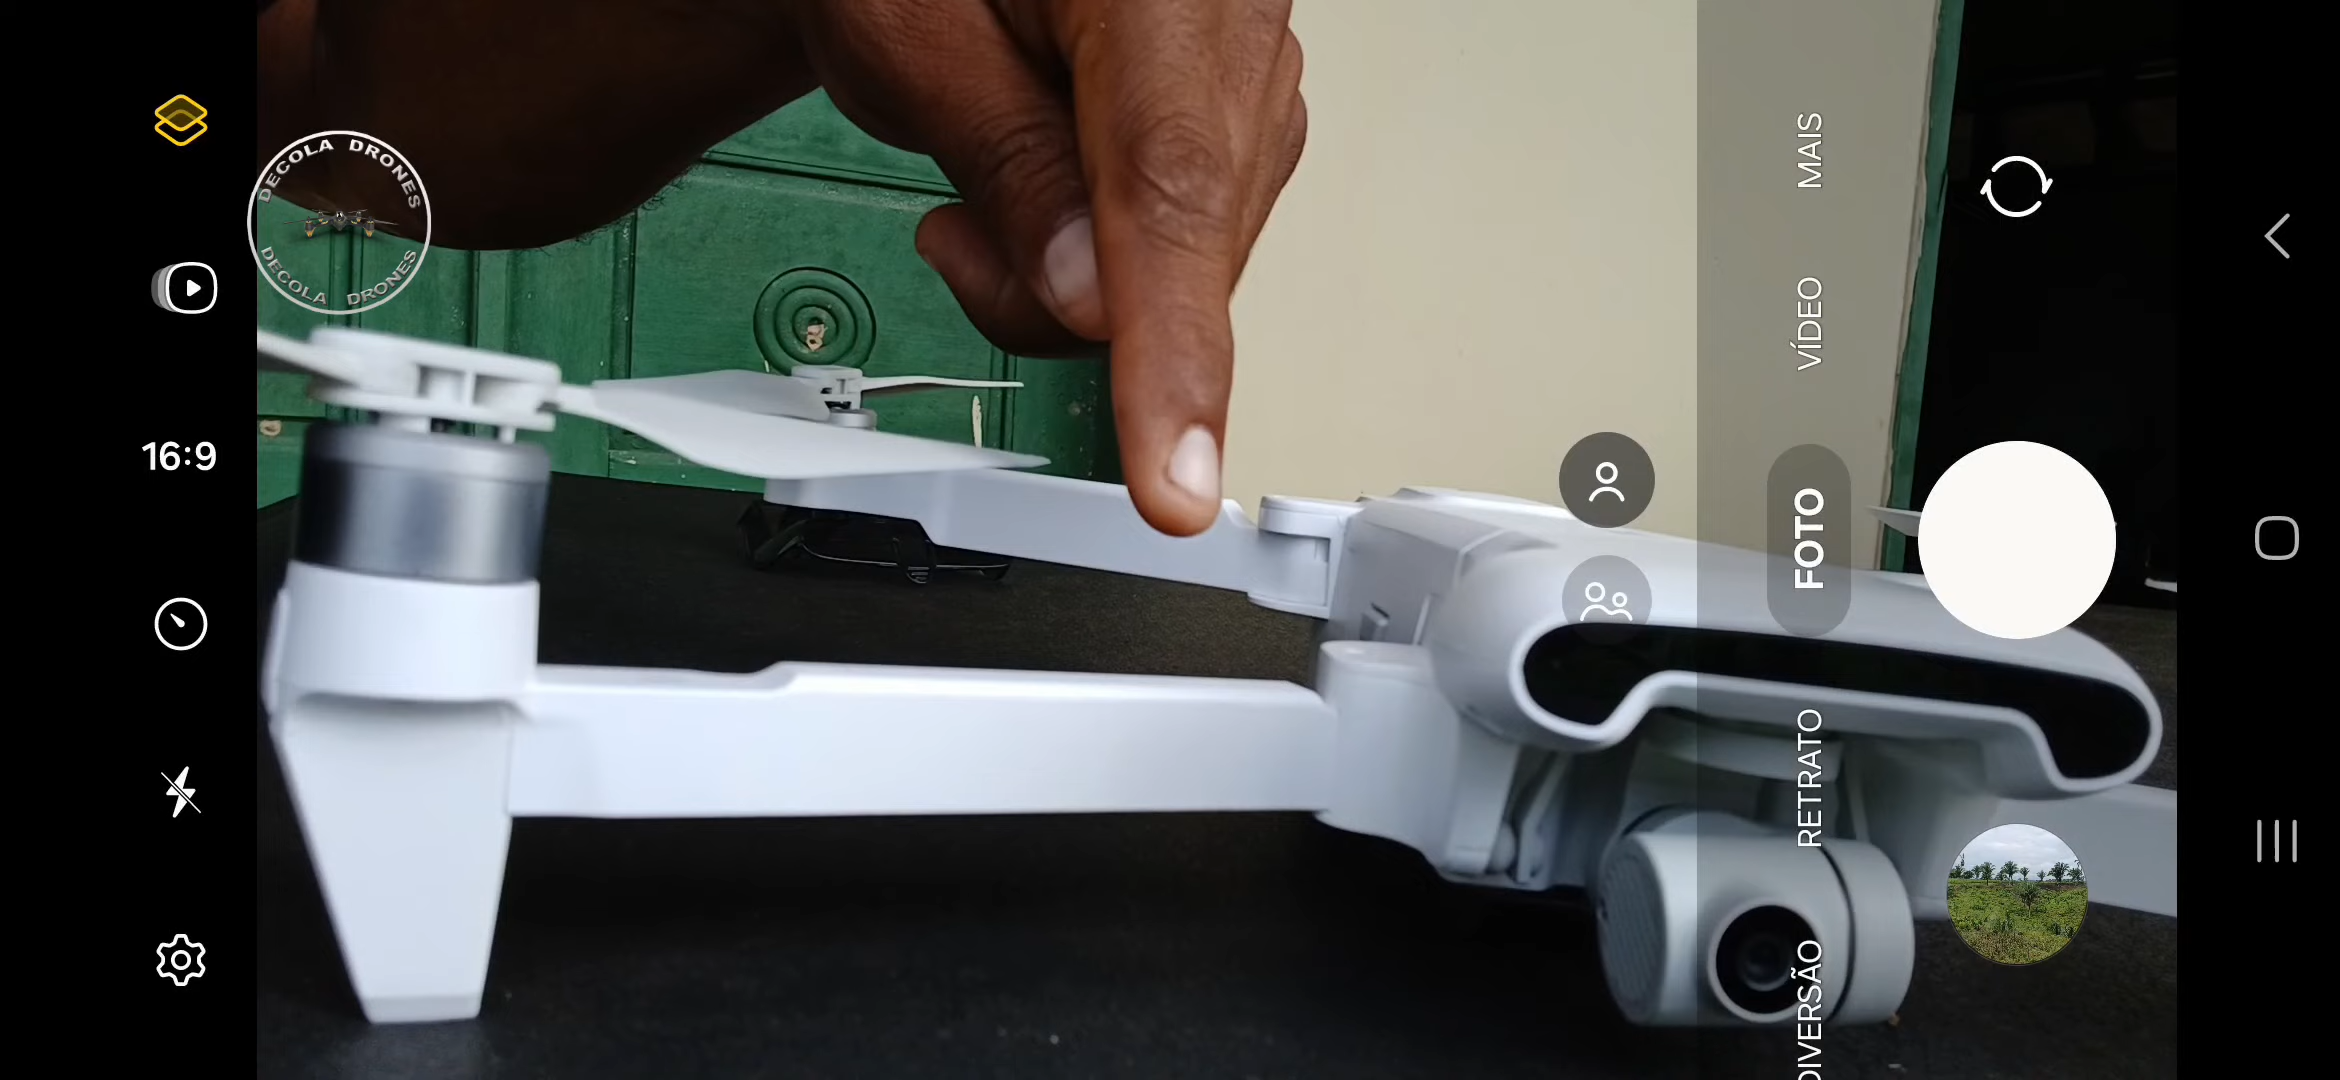 DECOLA DRONES
DECOLA DRONES
16:9
MAIS
VÍDEO
FOTO
RETRATO
DIVERSÃO